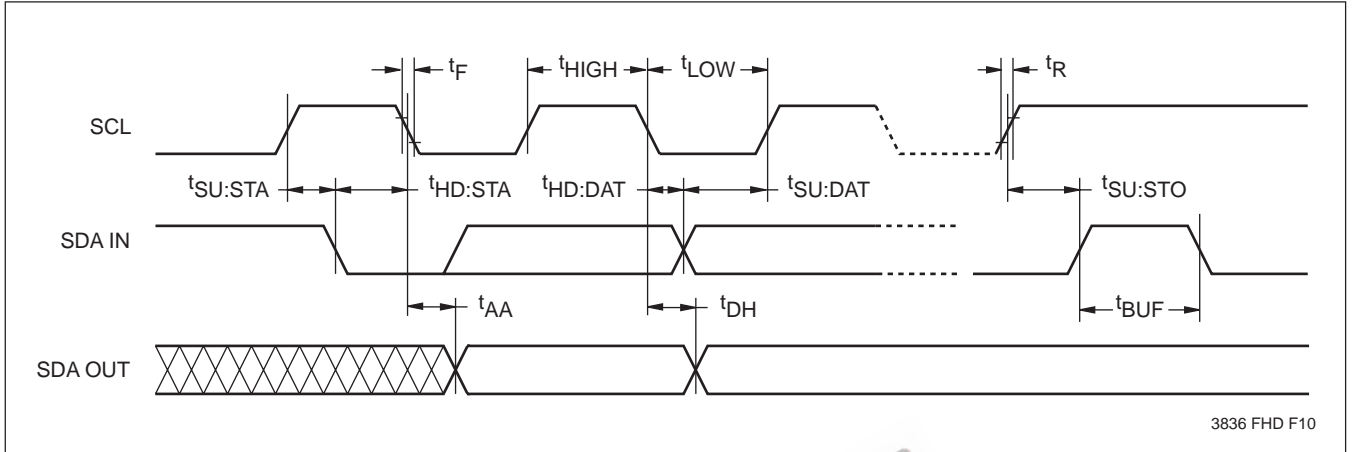 tF tHIGH tLOW tR
SCL
tSU:STA tHD:STA tHD:DAT tSU:DAT tSU:STO
SDA IN
tAA tDH tBUF
SDA OUT
3836 FHD F10